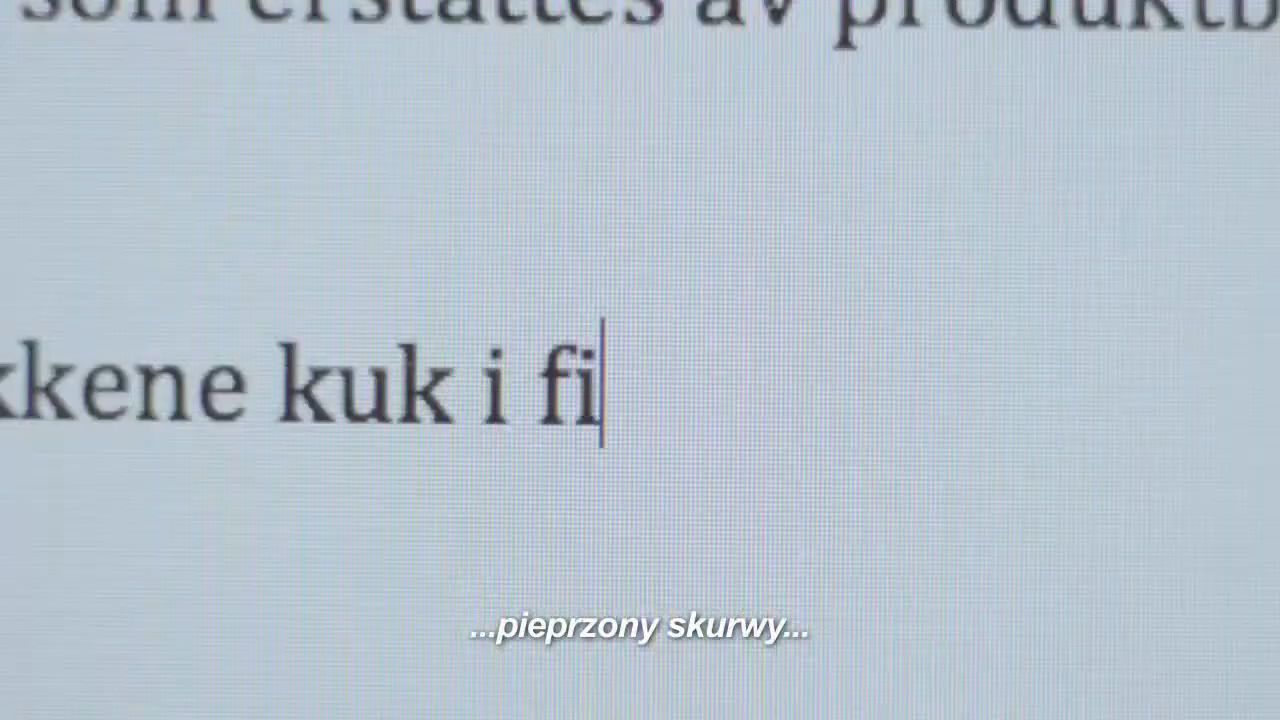 som erstattes av produktb
kkene kuk i fi
...pieprzony skurwy...